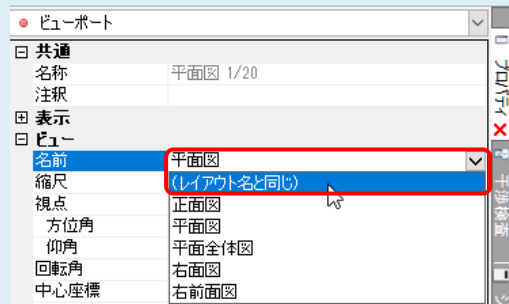 ビューポート
共通
名称 平面図 1/20
注釈
表示
ビュー
名前 平面図
縮尺 (レイアウト名と同じ)
視点 正面図
方位角 平面図
仰角 平面全体図
回転角 右面図
中心座標 右前面図
プロパティ
干渉検査